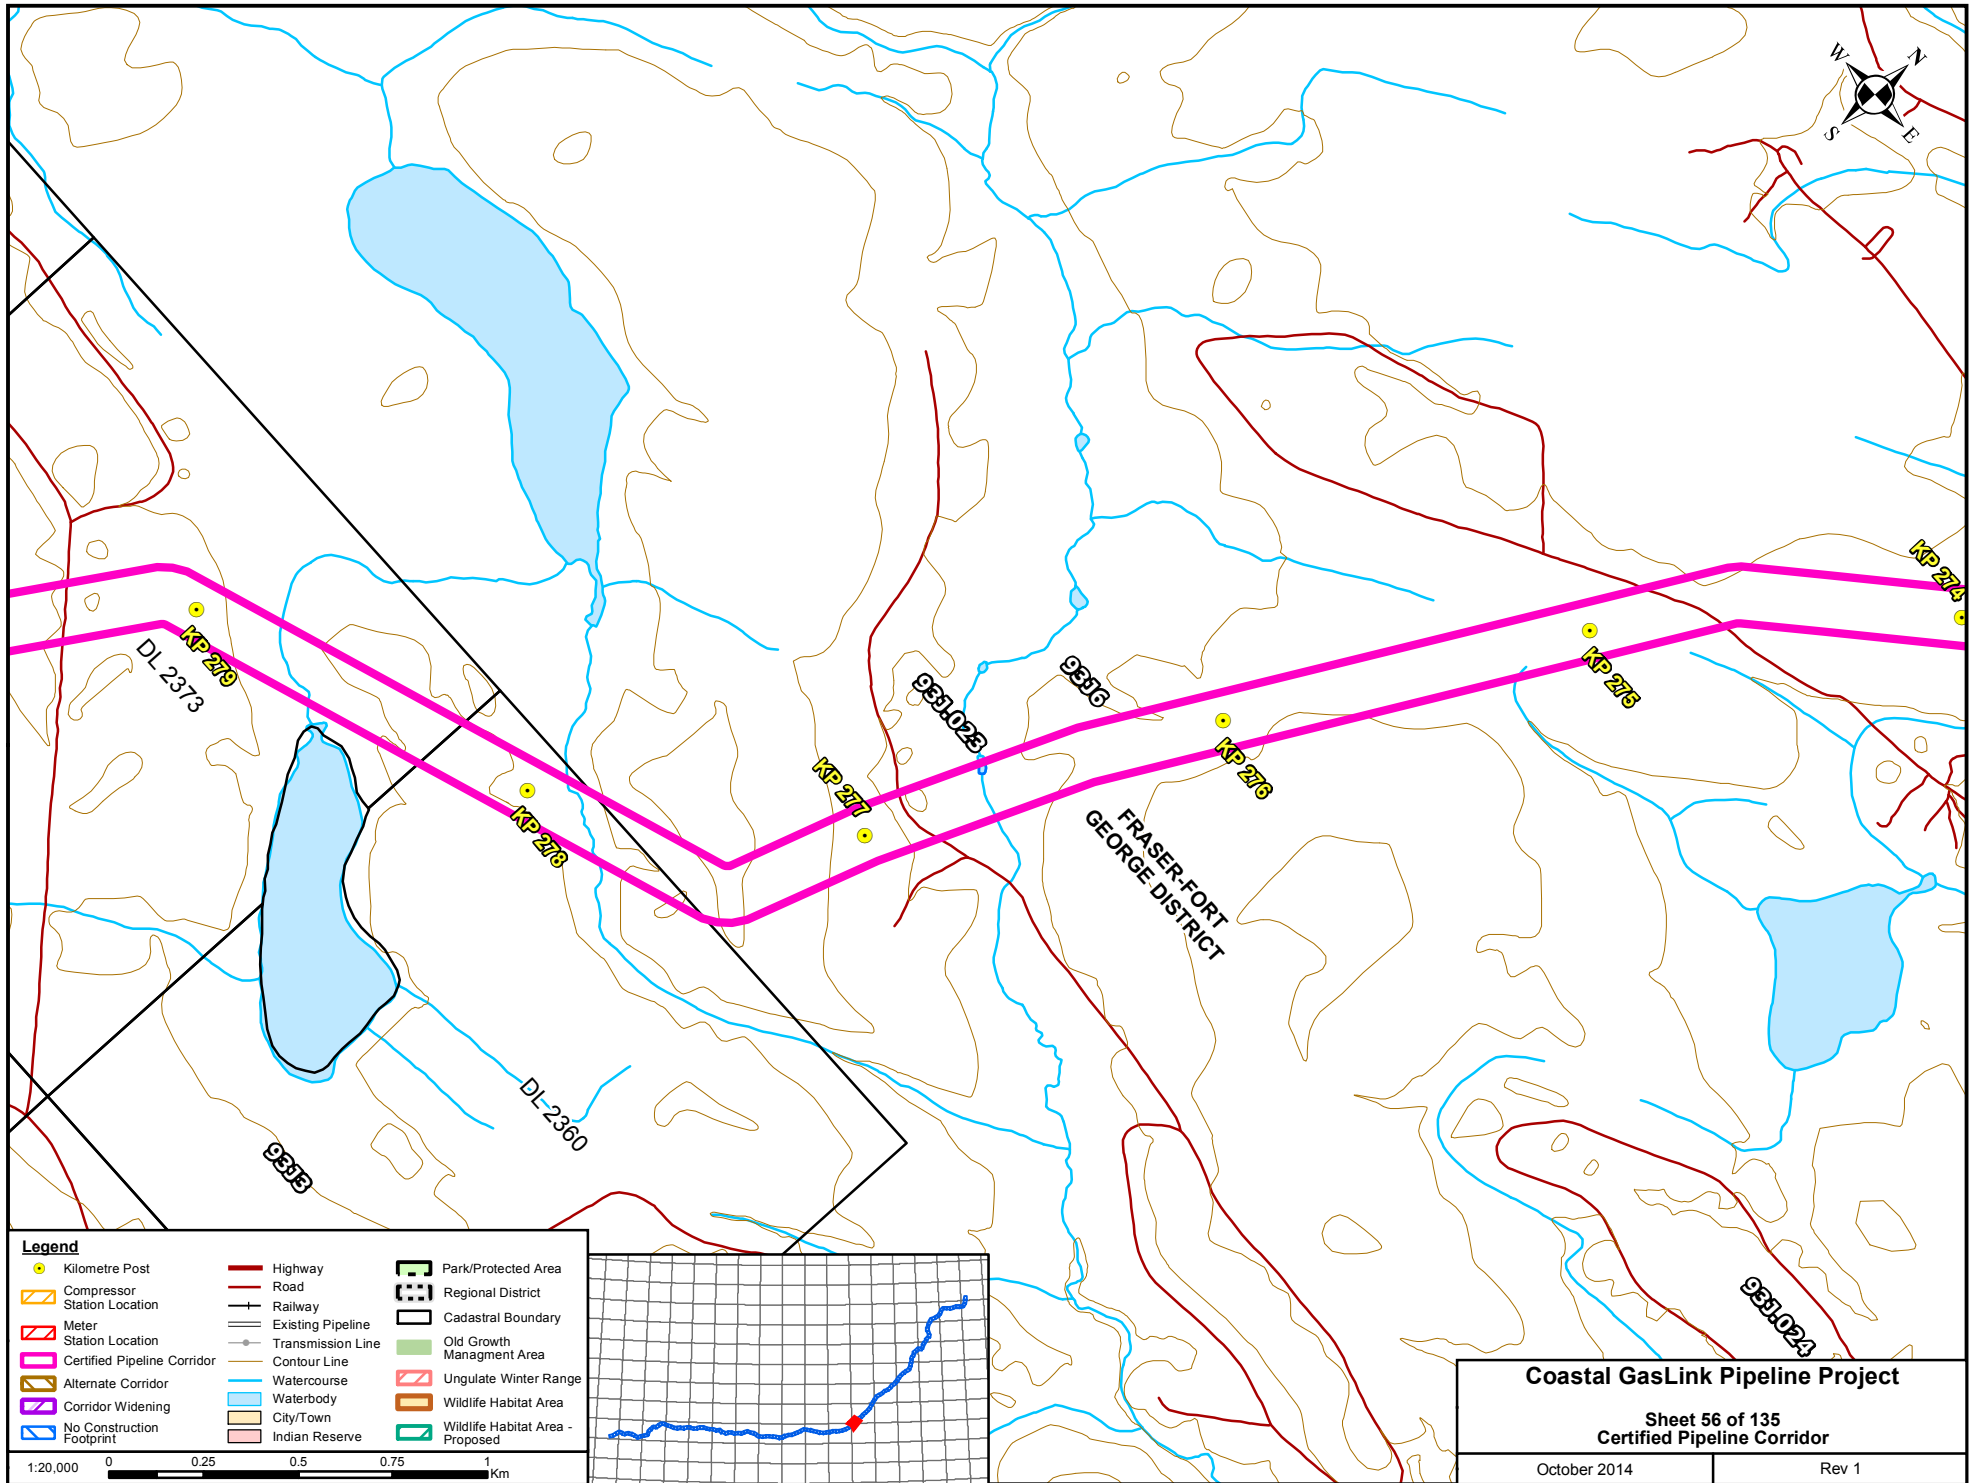 W
N
S
E
KP 274
KP 279
DL 2373
KP 275
93J.023
93J6
KP 276
KP 277
KP 278
FRASER-FORT
GEORGE DISTRICT
DL 2360
93J3
93J.024
Legend
Kilometre Post
Compressor
Station Location
Meter
Station Location
Certified Pipeline Corridor
Alternate Corridor
Corridor Widening
No Construction
Footprint
Highway
Road
Railway
Existing Pipeline
Transmission Line
Contour Line
Watercourse
Waterbody
City/Town
Indian Reserve
Park/Protected Area
Regional District
Cadastral Boundary
Old Growth
Managment Area
Ungulate Winter Range
Wildlife Habitat Area
Wildlife Habitat Area -
Proposed
1:20,000
0 0.25 0.5 0.75 1
Km
Coastal GasLink Pipeline Project
Sheet 56 of 135
Certified Pipeline Corridor
October 2014
Rev 1